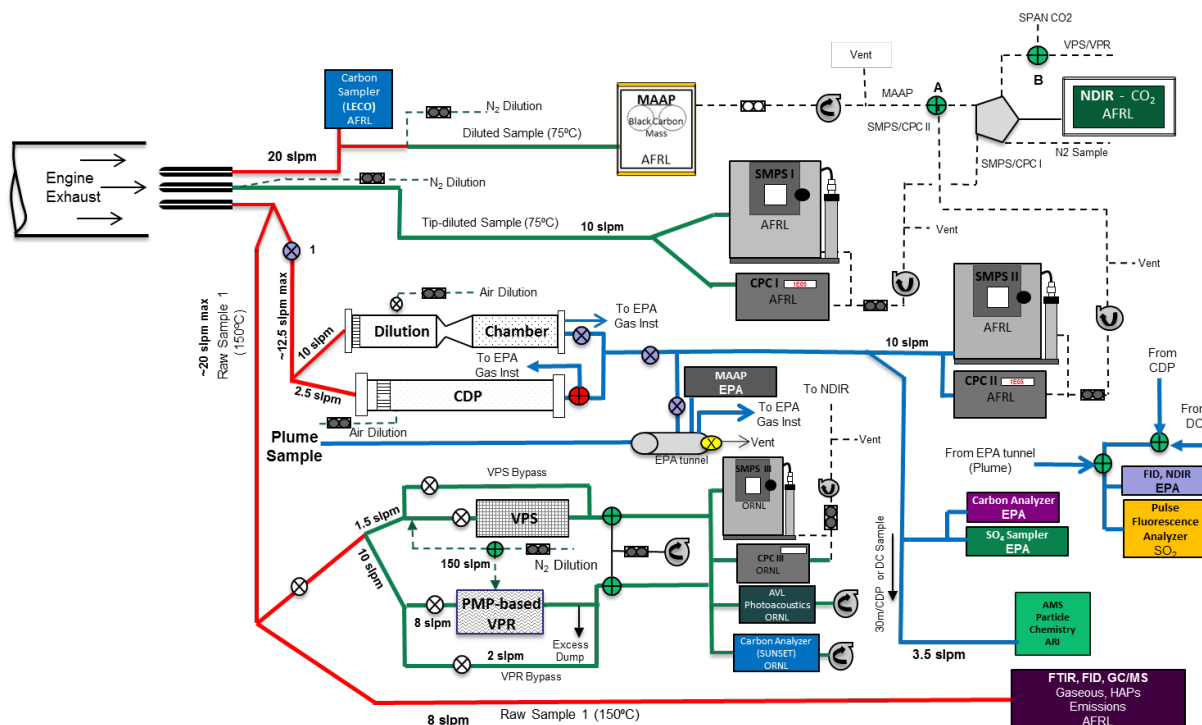 SPAN CO2
VPS/VPR
B
Vent
MAAP
A
SMPS/CPC II
SMPS/CPC I
N2 Sample
NDIR - CO₂
AFRL
Carbon
Sampler
(LECO)
AFRL
N₂ Dilution
Diluted Sample (75ºC)
MAAP
Black Carbon
Mass
AFRL
20 slpm
Engine
Exhaust
N₂ Dilution
Tip-diluted Sample (75ºC)
10 slpm
SMPS I
AFRL
CPC I
1E05
AFRL
Vent
SMPS II
AFRL
CPC II
1E05
AFRL
Vent
1
~20 slpm max
Raw Sample 1
(150ºC)
~12.5 slpm max
10 slpm
2.5 slpm
Air Dilution
Dilution
Chamber
To EPA
Gas Inst
To EPA
Gas Inst
CDP
Air Dilution
10 slpm
MAAP
EPA
To EPA
Gas Inst
Vent
EPA tunnel
Plume
Sample
To NDIR
Vent
From
CDP
From
DC
From EPA tunnel
(Plume)
FID, NDIR
EPA
Pulse
Fluorescence
Analyzer
SO₂
Carbon Analyzer
EPA
SO₄ Sampler
EPA
30m/CDP or DC Sample
AMS
Particle
Chemistry
ARI
3.5 slpm
VPS Bypass
1.5 slpm
VPS
10 slpm
150 slpm
N₂ Dilution
PMP-based
VPR
8 slpm
2 slpm
VPR Bypass
Excess
Dump
SMPS III
ORNL
CPC III
ORNL
AVL
Photoacoustics
ORNL
Carbon Analyzer
(SUNSET)
ORNL
8 slpm
Raw Sample 1 (150ºC)
FTIR, FID, GC/MS
Gaseous, HAPs
Emissions
AFRL